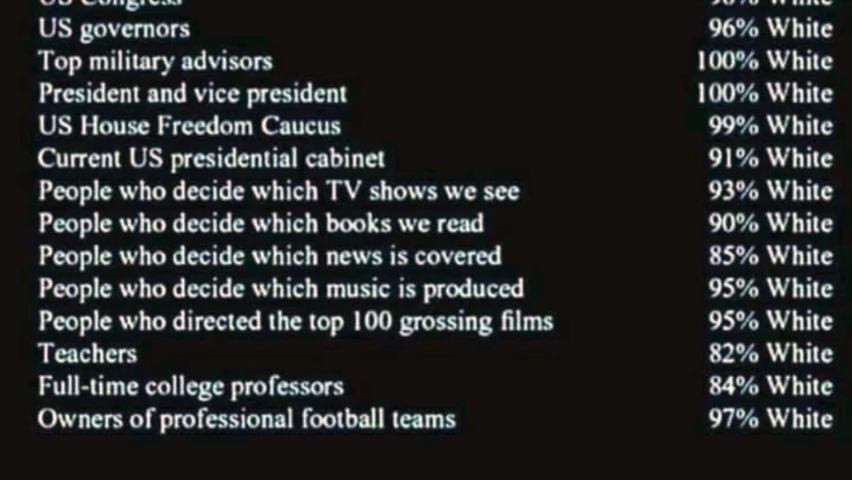 US Congress
US governors 96% White
Top military advisors 100% White
President and vice president 100% White
US House Freedom Caucus 99% White
Current US presidential cabinet 91% White
People who decide which TV shows we see 93% White
People who decide which books we read 90% White
People who decide which news is covered 85% White
People who decide which music is produced 95% White
People who directed the top 100 grossing films 95% White
Teachers 82% White
Full-time college professors 84% White
Owners of professional football teams 97% White